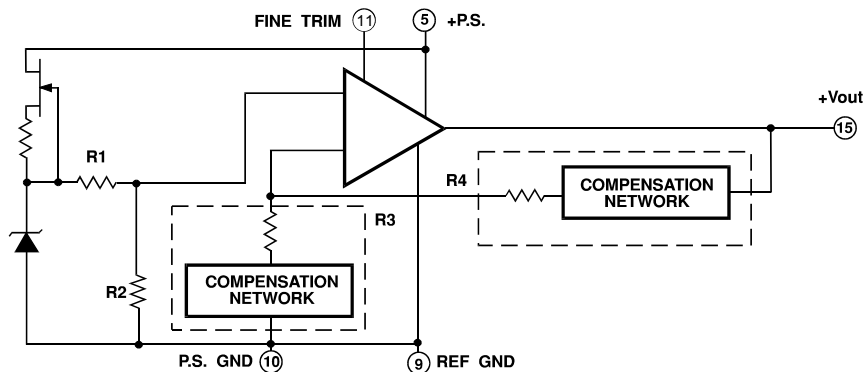 FINE TRIM 11
5 +P.S.
+Vout
15
R1
R4
COMPENSATION
NETWORK
R3
R2
COMPENSATION
NETWORK
P.S. GND 10
9 REF GND